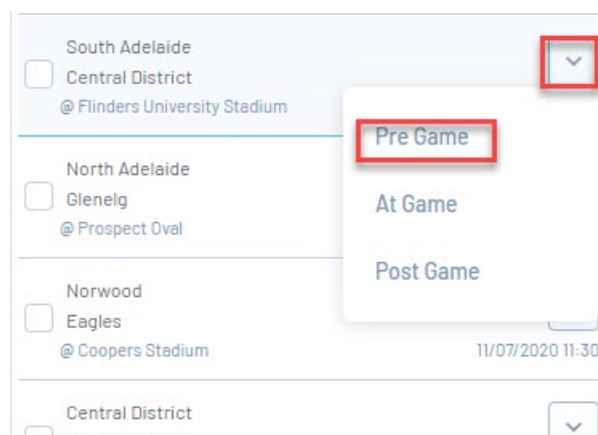 South Adelaide
Central District
@ Flinders University Stadium
Pre Game
North Adelaide
Glenelg
@ Prospect Oval
At Game
Post Game
Norwood
Eagles
@ Coopers Stadium
11/07/2020 11:30
Central District